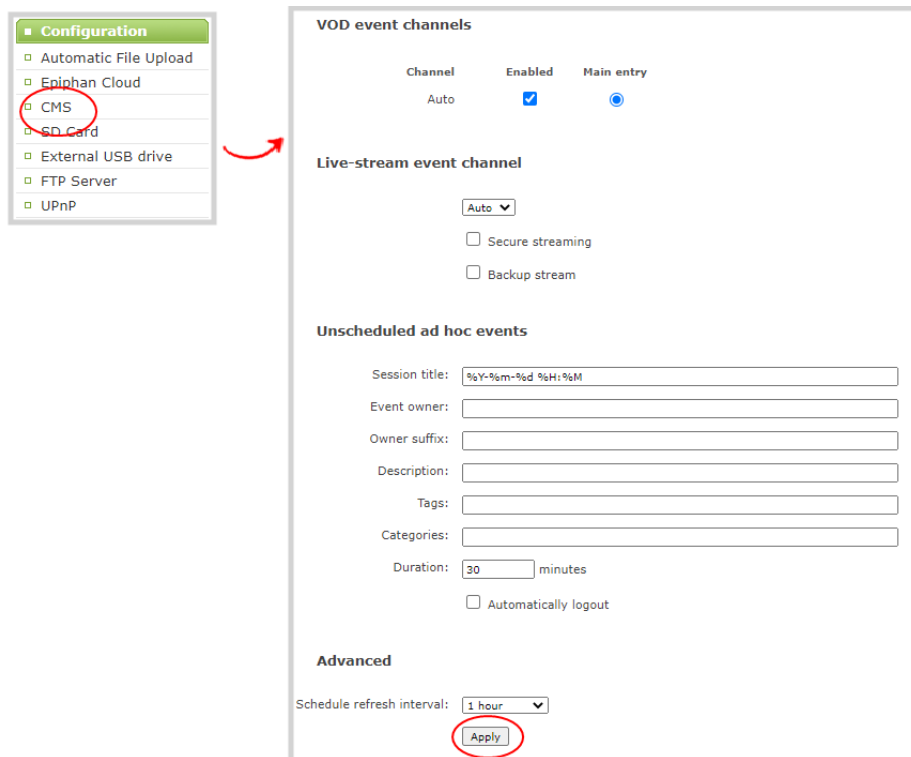 Configuration
Automatic File Upload
Epiphan Cloud
CMS
SD Card
External USB drive
FTP Server
UPnP
VOD event channels
Channel Enabled Main entry
Auto
Live-stream event channel
Auto
Secure streaming
Backup stream
Unscheduled ad hoc events
Session title: %Y-%m-%d %H:%M
Event owner:
Owner suffix:
Description:
Tags:
Categories:
Duration: 30 minutes
Automatically logout
Advanced
Schedule refresh interval: 1 hour
Apply